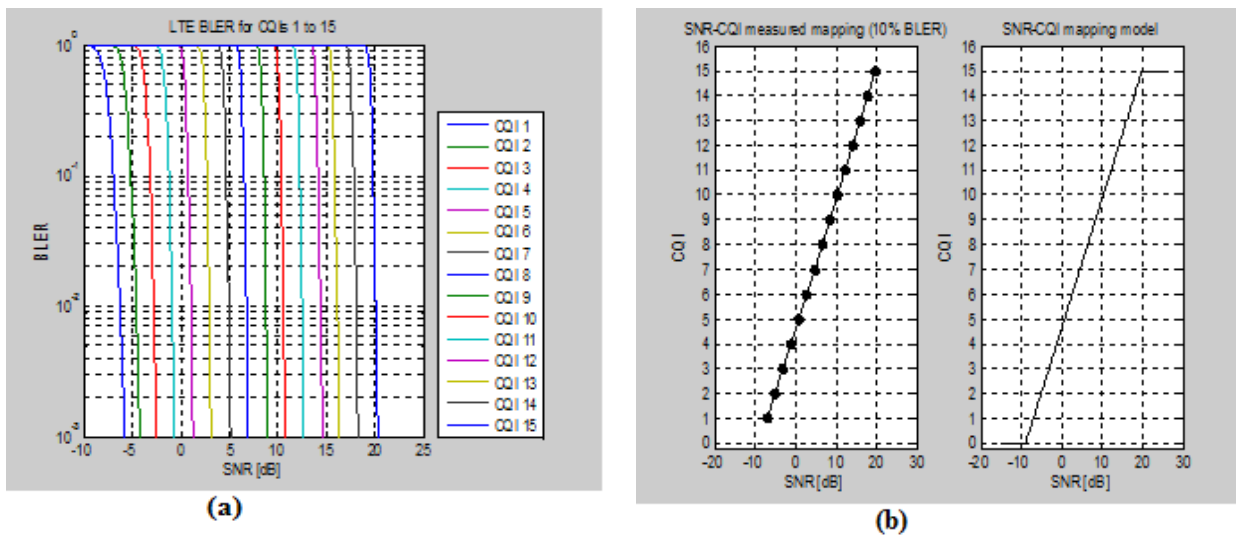 LTE BLER for CQIs 1 to 15
10^0
10^-1
10^-2
10^-3
BLER
-10 -5 0 5 10 15 20 25
SNR [dB]
CQI 1
CQI 2
CQI 3
CQI 4
CQI 5
CQI 6
CQI 7
CQI 8
CQI 9
CQI 10
CQI 11
CQI 12
CQI 13
CQI 14
CQI 15
(a)
SNR-CQI measured mapping (10% BLER)
16
15
14
13
12
11
10
9
8
7
6
5
4
3
2
1
0
CQI
-20 -10 0 10 20 30
SNR [dB]
SNR-CQI mapping model
16
15
14
13
12
11
10
9
8
7
6
5
4
3
2
1
0
CQI
-20 -10 0 10 20 30
SNR [dB]
(b)